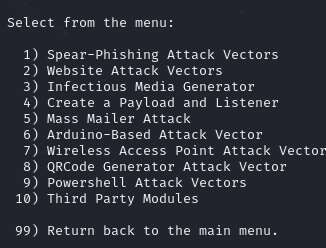 Select from the menu:
1) Spear-Phishing Attack Vectors
2) Website Attack Vectors
3) Infectious Media Generator
4) Create a Payload and Listener
5) Mass Mailer Attack
6) Arduino-Based Attack Vector
7) Wireless Access Point Attack Vector
8) QRCode Generator Attack Vector
9) Powershell Attack Vectors
10) Third Party Modules
99) Return back to the main menu.